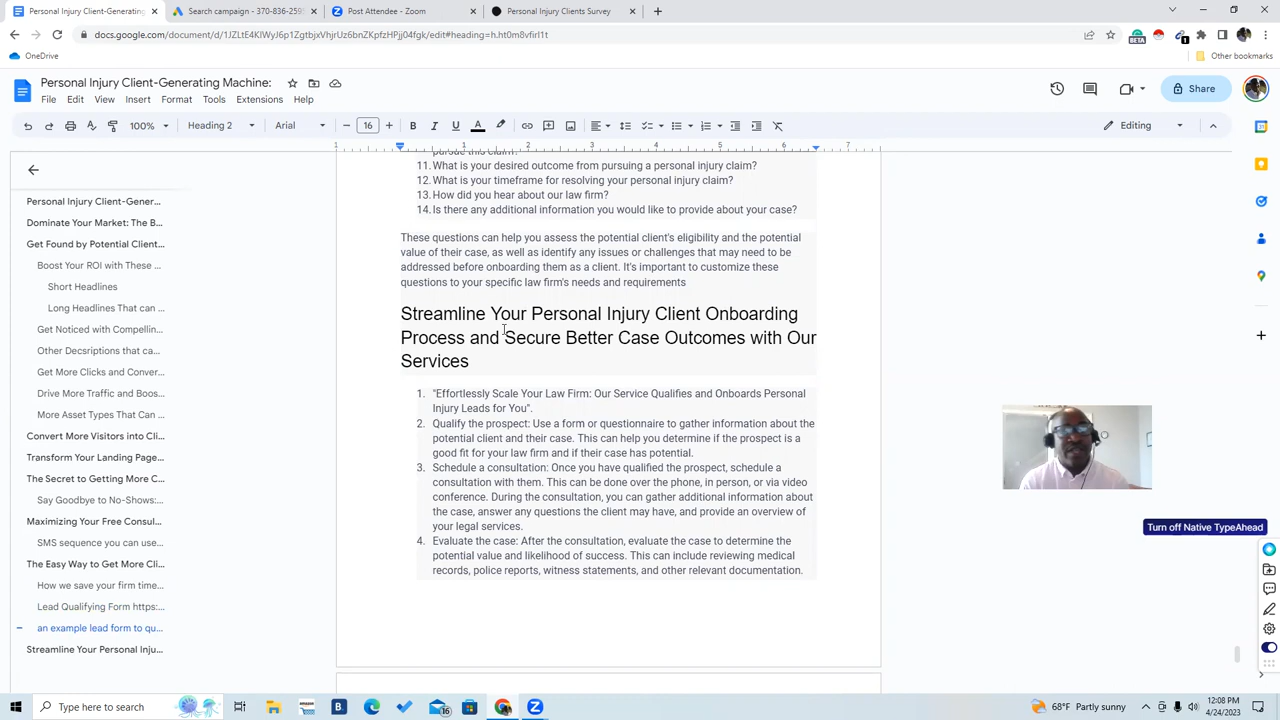 Personal Injury Client-Generating
Search campaign - 370-836-259
Post Attendee - Zoom
Personal Injury Clients Survey
docs.google.com/document/d/1JZLtE4KIWyJ6p1ZgtbjxVhjrUz6bnZKpfzHPjj04fgk/edit#heading=h.ht0m8vfirl1t
OneDrive
Other bookmarks
Personal Injury Client-Generating Machine:
File Edit View Insert Format Tools Extensions Help
Share
100% Heading 2 Arial 16 Editing
pursue this claim?
11. What is your desired outcome from pursuing a personal injury claim?
12. What is your timeframe for resolving your personal injury claim?
13. How did you hear about our law firm?
14. Is there any additional information you would like to provide about your case?
These questions can help you assess the potential client's eligibility and the potential
value of their case, as well as identify any issues or challenges that may need to be
addressed before onboarding them as a client. It's important to customize these
questions to your specific law firm's needs and requirements
Streamline Your Personal Injury Client Onboarding
Process and Secure Better Case Outcomes with Our
Services
1. "Effortlessly Scale Your Law Firm: Our Service Qualifies and Onboards Personal
Injury Leads for You".
2. Qualify the prospect: Use a form or questionnaire to gather information about the
potential client and their case. This can help you determine if the prospect is a
good fit for your law firm and if their case has potential.
3. Schedule a consultation: Once you have qualified the prospect, schedule a
consultation with them. This can be done over the phone, in person, or via video
conference. During the consultation, you can gather additional information about
the case, answer any questions the client may have, and provide an overview of
your legal services.
4. Evaluate the case: After the consultation, evaluate the case to determine the
potential value and likelihood of success. This can include reviewing medical
records, police reports, witness statements, and other relevant documentation.
Personal Injury Client-Gener...
Dominate Your Market: The B...
Get Found by Potential Client...
Boost Your ROI with These ...
Short Headlines
Long Headlines That can ...
Get Noticed with Compellin...
Other Decsriptions that ca...
Get More Clicks and Conver...
Drive More Traffic and Boos...
More Asset Types That Can ...
Convert More Visitors into Cli...
Transform Your Landing Page...
The Secret to Getting More C...
Say Goodbye to No-Shows:...
Maximizing Your Free Consul...
SMS sequence you can use...
The Easy Way to Get More Cli...
How we save your firm time...
Lead Qualifying Form https:...
an example lead form to qu...
Streamline Your Personal Inju...
Turn off Native TypeAhead
Type here to search
68°F Partly sunny
12:08 PM
4/24/2023